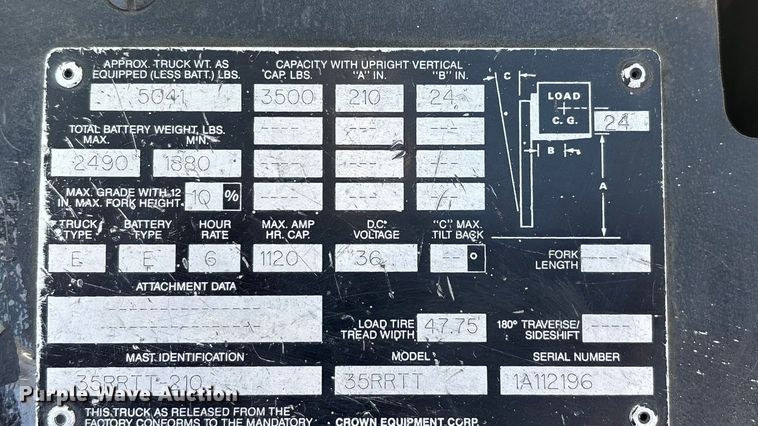 APPROX. TRUCK WT. AS
EQUIPPED (LESS BATT.) LBS.
5041
CAPACITY WITH UPRIGHT VERTICAL
CAP. LBS. "A" IN. "B" IN.
3500 210 24
--- --- ---
--- --- ---
--- --- ---
C
LOAD
C. G.
24
B
A
TOTAL BATTERY WEIGHT, LBS.
MAX. MIN.
2490 1880
MAX. GRADE WITH 12
IN. MAX. FORK HEIGHT
10 %
TRUCK TYPE
E
BATTERY TYPE
E
HOUR RATE
6
MAX. AMP HR. CAP.
1120
D.C. VOLTAGE
36
"C" MAX. TILT BACK
-- °
FORK LENGTH
---
ATTACHMENT DATA
LOAD TIRE TREAD WIDTH
47.75
180° TRAVERSE/ SIDESHIFT
----
MAST IDENTIFICATION
35RRTT-210
MODEL
35RRTT
SERIAL NUMBER
1A112196
THIS TRUCK AS RELEASED FROM THE
FACTORY CONFORMS TO THE MANDATORY
CROWN EQUIPMENT CORP.
Purple Wave Auction